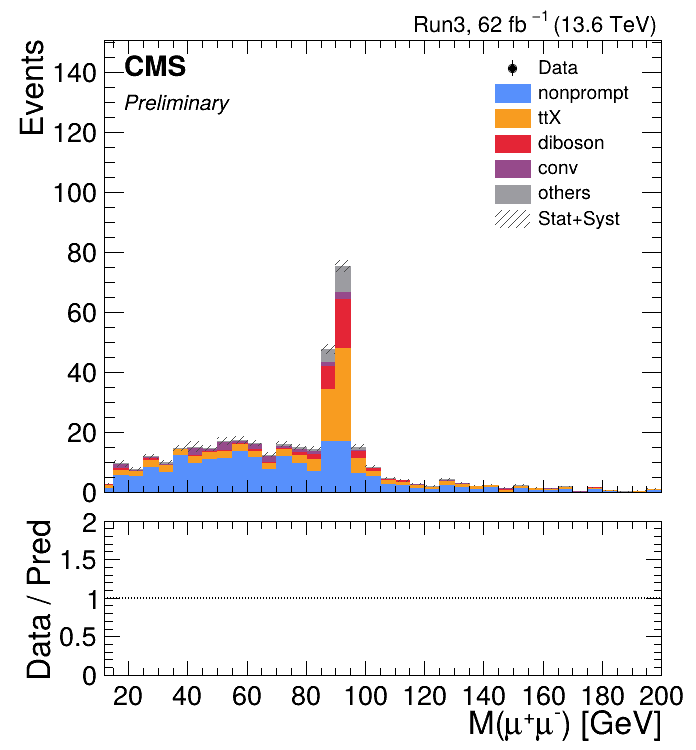 Run3, 62 fb⁻¹ (13.6 TeV)
CMS
Preliminary
Events
140
120
100
80
60
40
20
0
Data
nonprompt
ttX
diboson
conv
others
Stat+Syst
Data / Pred
2
1.5
1
0.5
0
20 40 60 80 100 120 140 160 180 200
M(μ⁺μ⁻) [GeV]